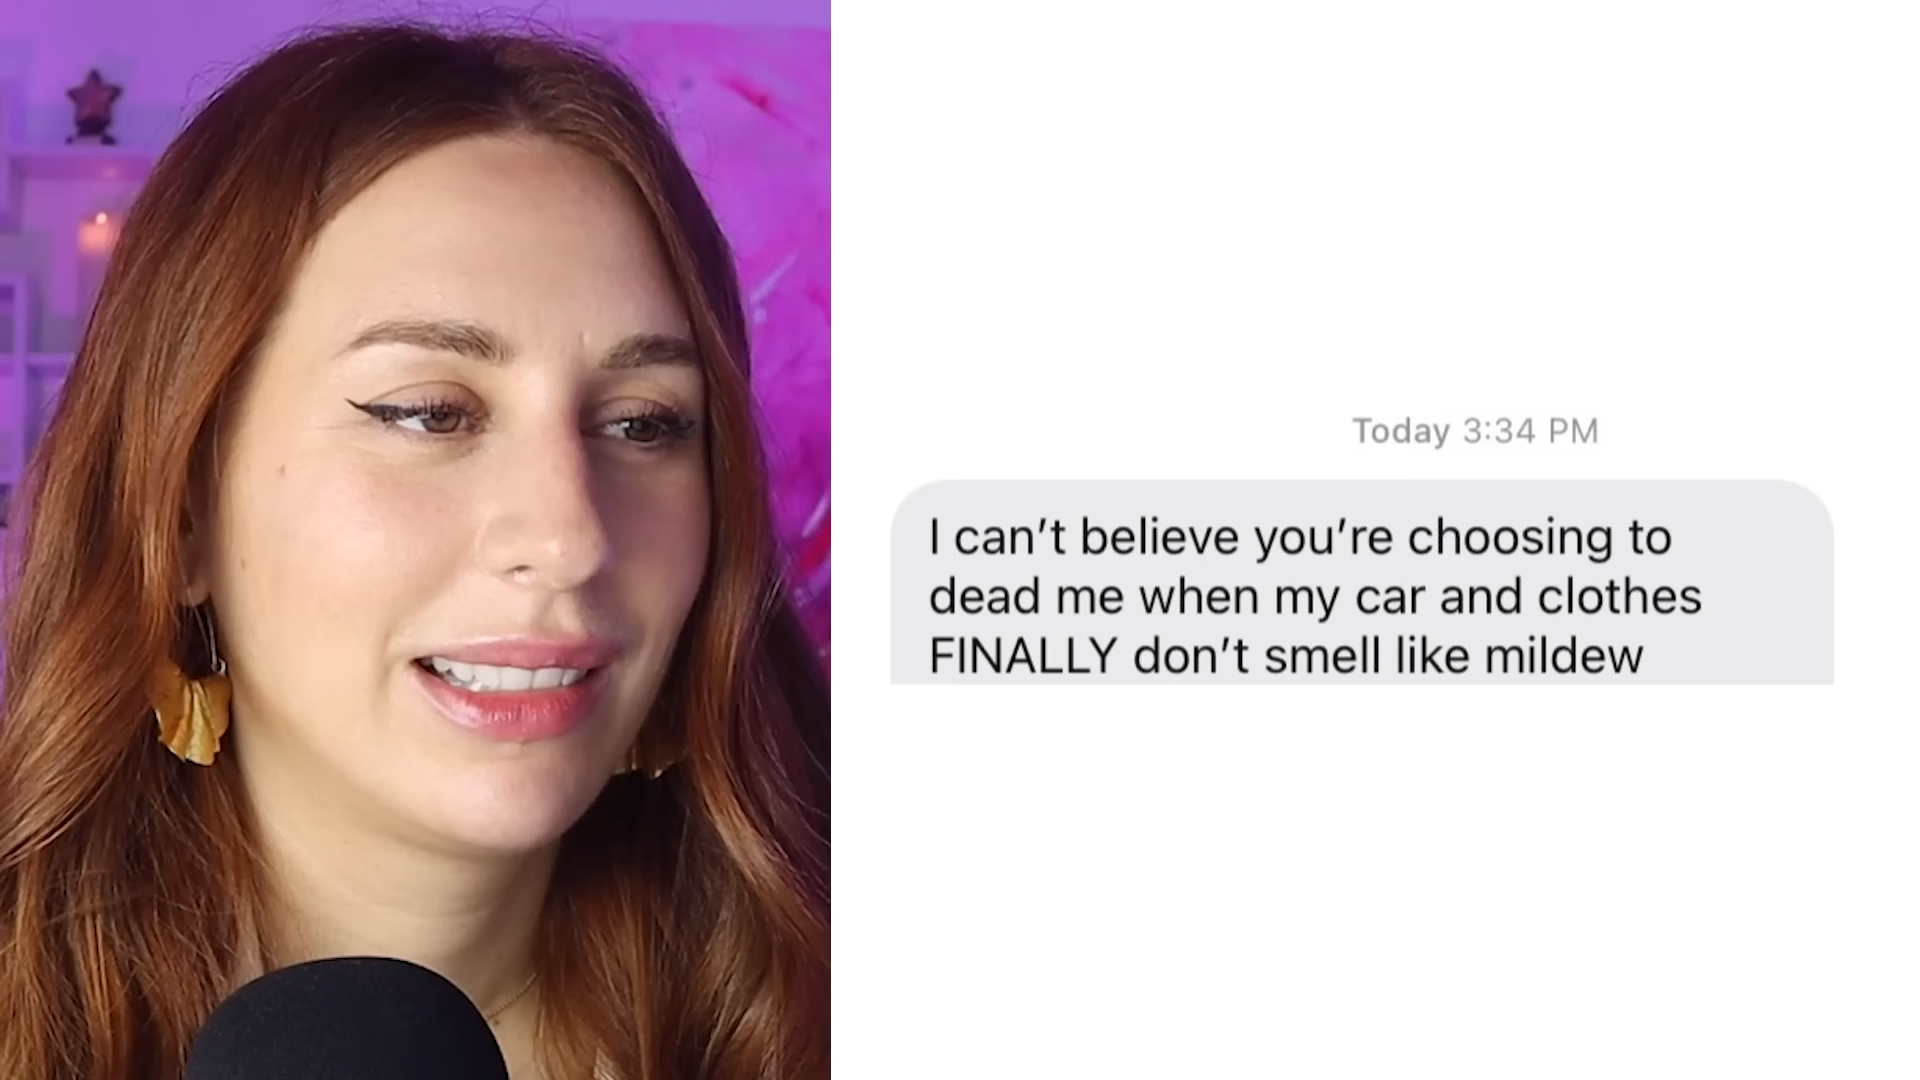 Today 3:34 PM
I can’t believe you’re choosing to
dead me when my car and clothes
FINALLY don’t smell like mildew